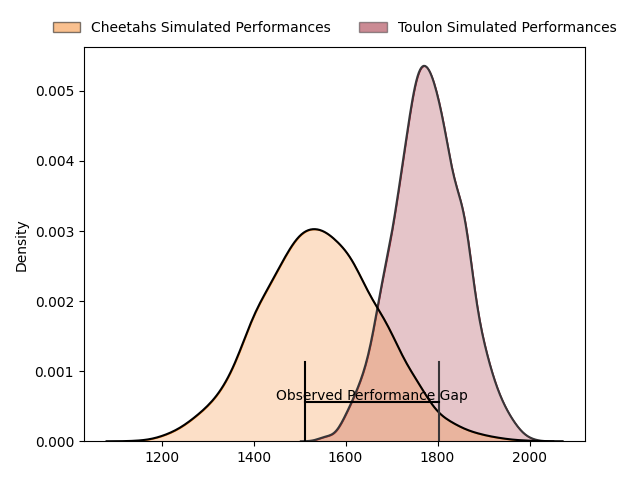 Cheetahs Simulated Performances
Toulon Simulated Performances
Density
0.005
0.004
0.003
0.002
0.001
0.000
Observed Performance Gap
1200
1400
1600
1800
2000